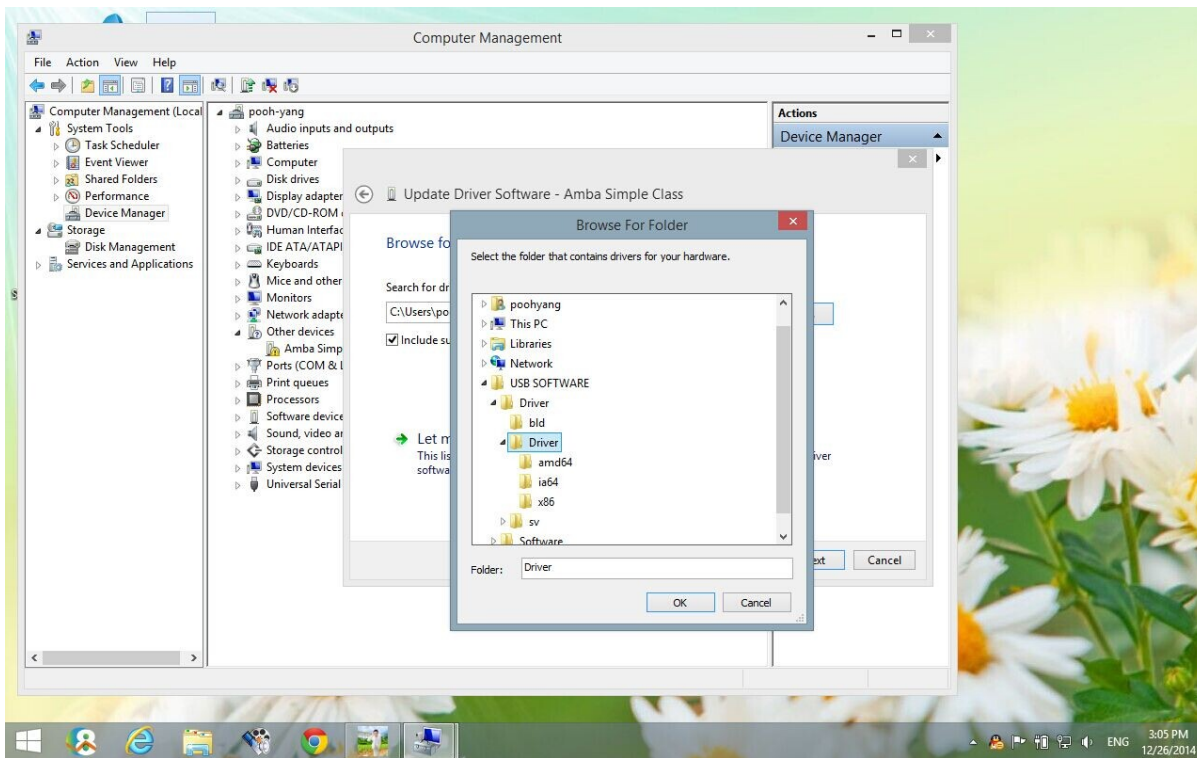 Computer Management
File Action View Help
Computer Management (Local
System Tools
Task Scheduler
Event Viewer
Shared Folders
Performance
Device Manager
Storage
Disk Management
Services and Applications
pooh-yang
Audio inputs and outputs
Batteries
Computer
Disk drives
Display adapter
DVD/CD-ROM
Human Interfac
IDE ATA/ATAPI
Keyboards
Mice and other
Monitors
Network adapte
Other devices
Amba Simp
Ports (COM & L
Print queues
Processors
Software device
Sound, video an
Storage control
System devices
Universal Serial
Actions
Device Manager
Update Driver Software - Amba Simple Class
Browse fo
Search for dr
C:\Users\po
Include su
Let m
This lis
softwa
iver
ext
Cancel
Browse For Folder
Select the folder that contains drivers for your hardware.
poohyang
This PC
Libraries
Network
USB SOFTWARE
Driver
bld
Driver
amd64
ia64
x86
sv
Software
Folder: Driver
OK Cancel
ENG
3:05 PM
12/26/2014